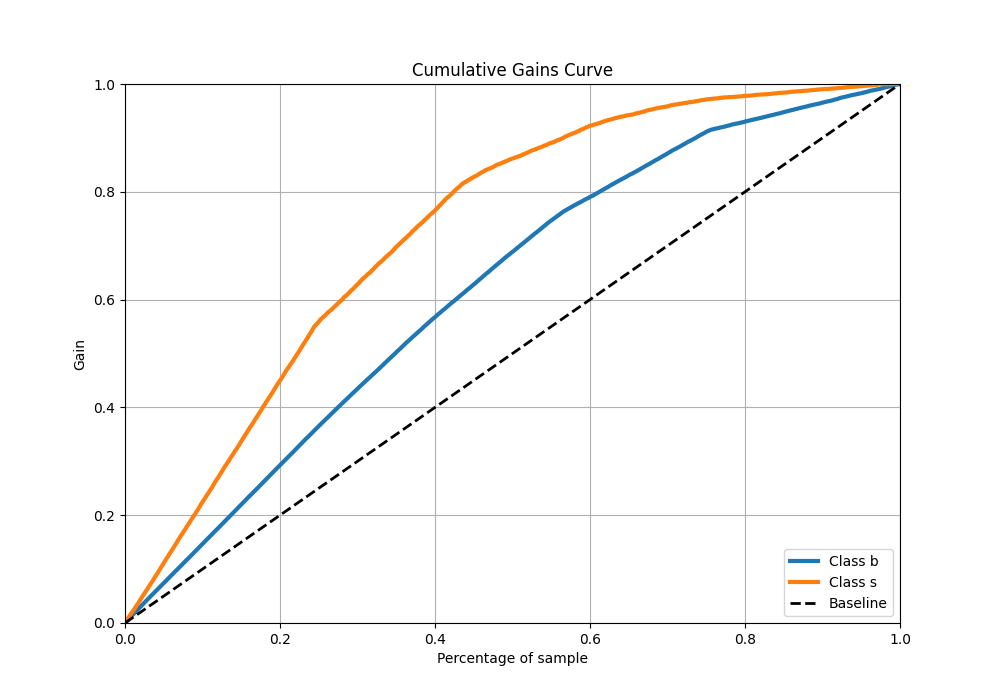 Cumulative Gains Curve
1.0
0.8
0.6
0.4
0.2
0.0
Gain
0.0 0.2 0.4 0.6 0.8 1.0
Percentage of sample
Class b
Class s
Baseline